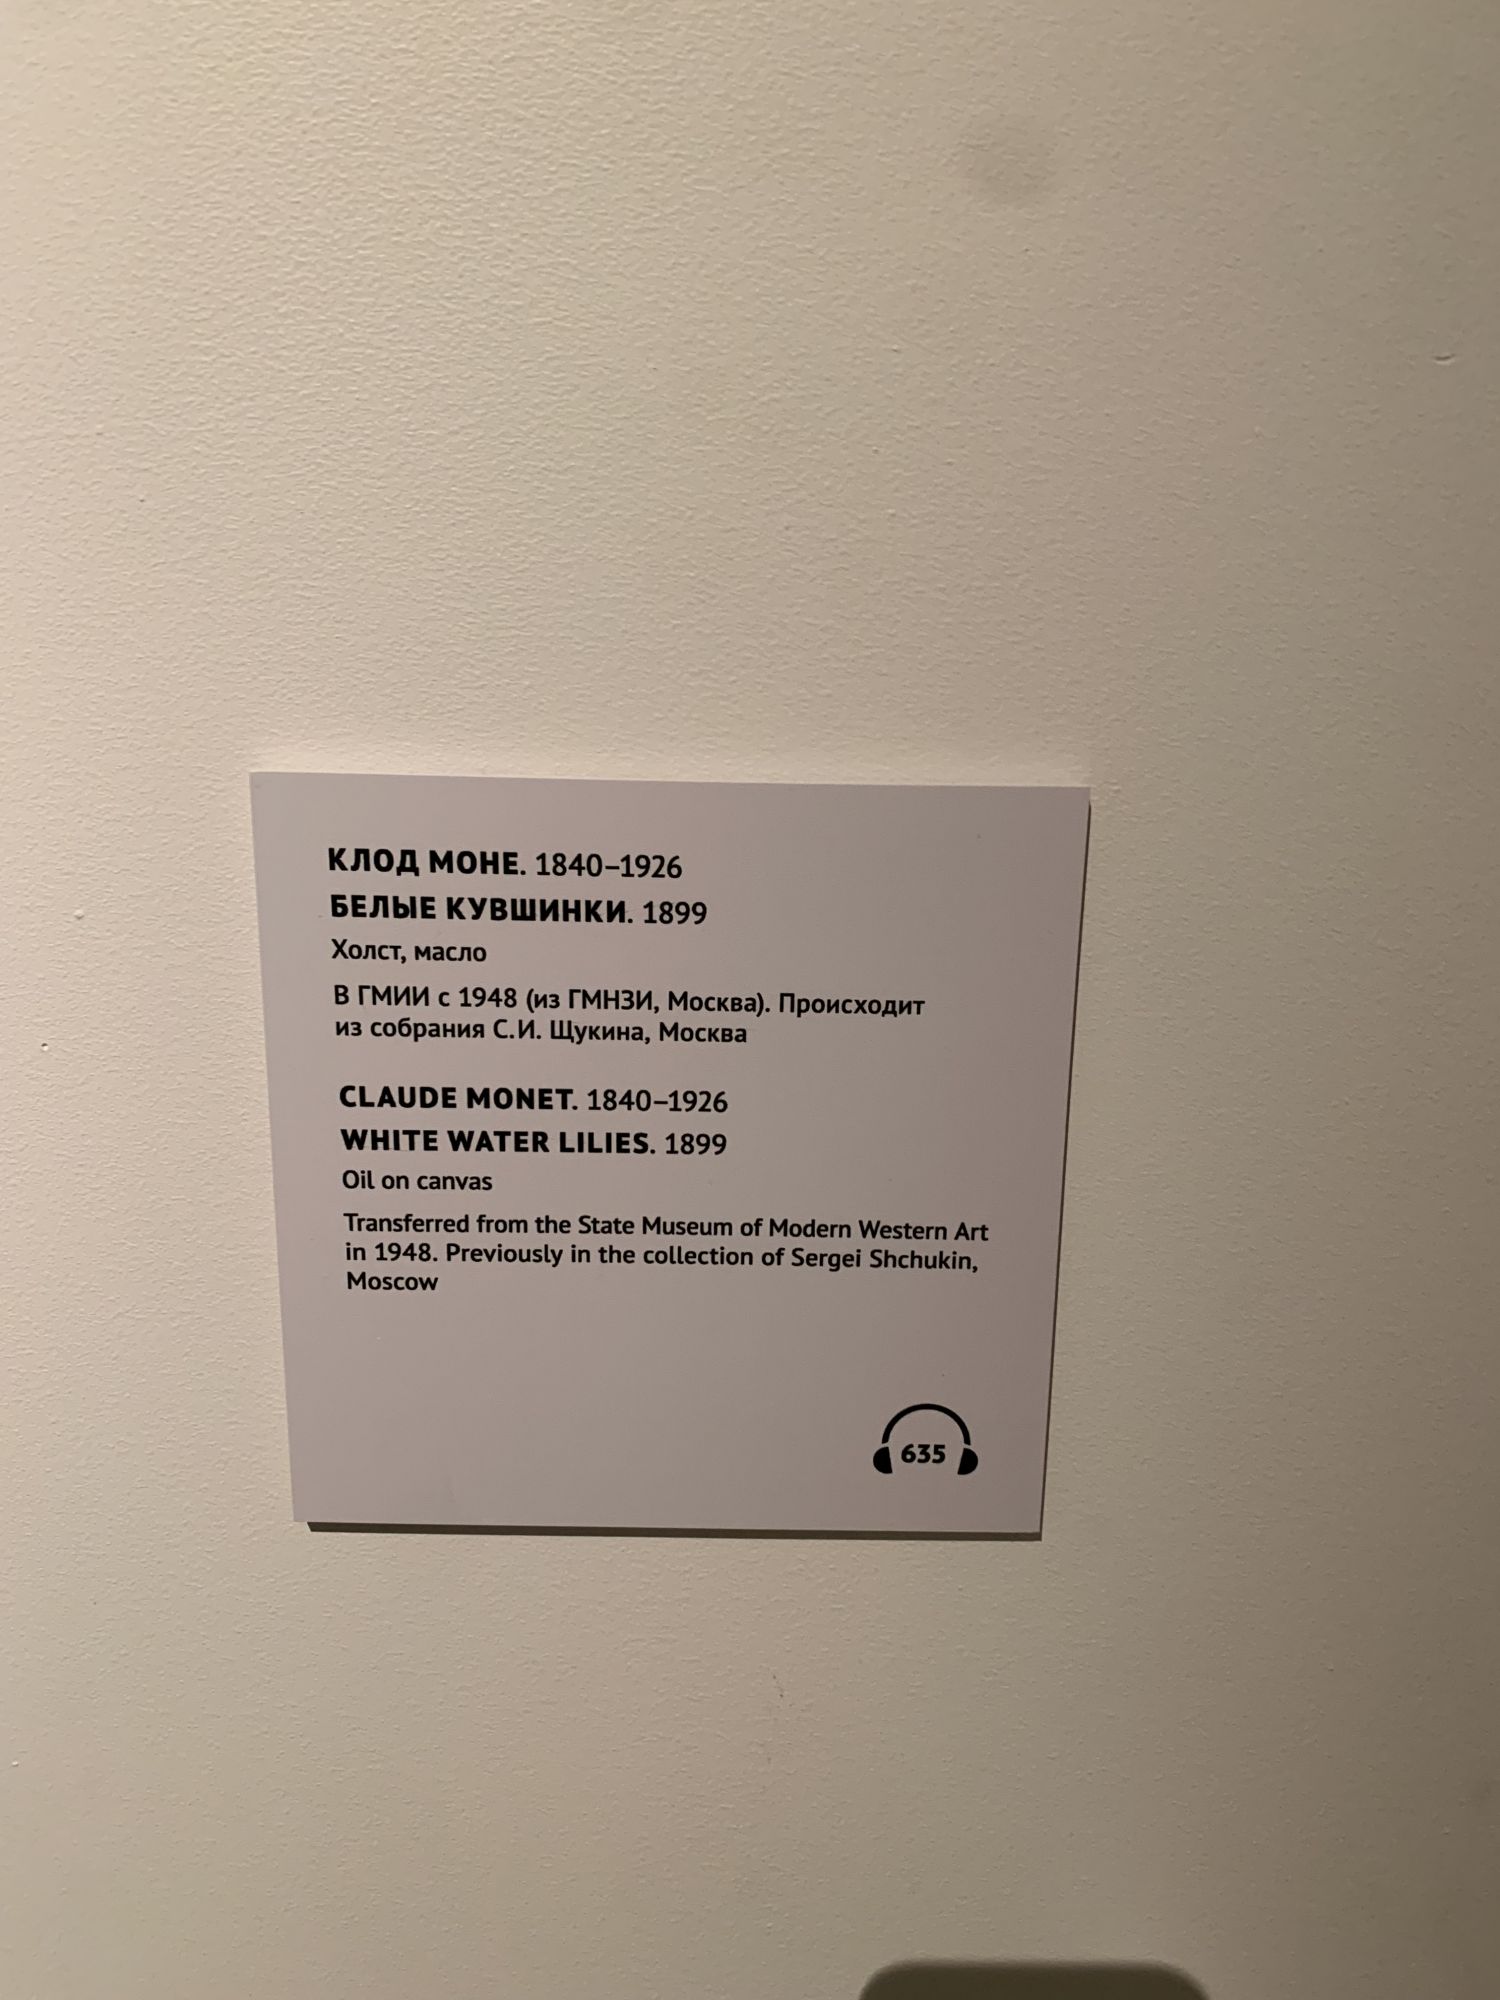 КЛОД МОНЕ. 1840–1926
БЕЛЫЕ КУВШИНКИ. 1899
Холст, масло
В ГМИИ с 1948 (из ГМНЗИ, Москва). Происходит
из собрания С.И. Щукина, Москва
CLAUDE MONET. 1840–1926
WHITE WATER LILIES. 1899
Oil on canvas
Transferred from the State Museum of Modern Western Art
in 1948. Previously in the collection of Sergei Shchukin,
Moscow
635